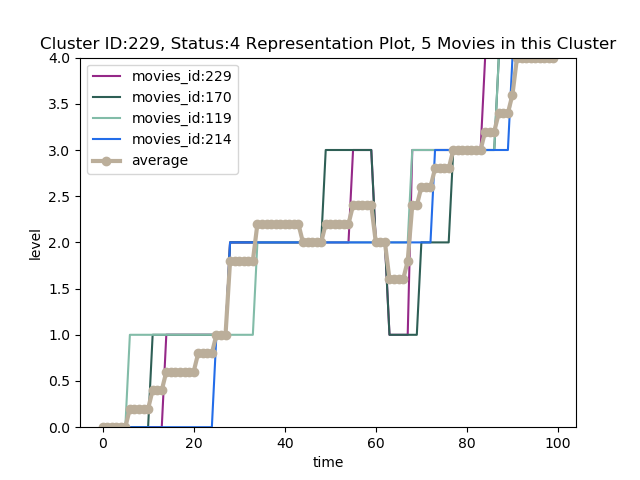 Cluster ID:229, Status:4 Representation Plot, 5 Movies in this Cluster
movies_id:229
movies_id:170
movies_id:119
movies_id:214
average
level
4.0
3.5
3.0
2.5
2.0
1.5
1.0
0.5
0.0
0 20 40 60 80 100
time